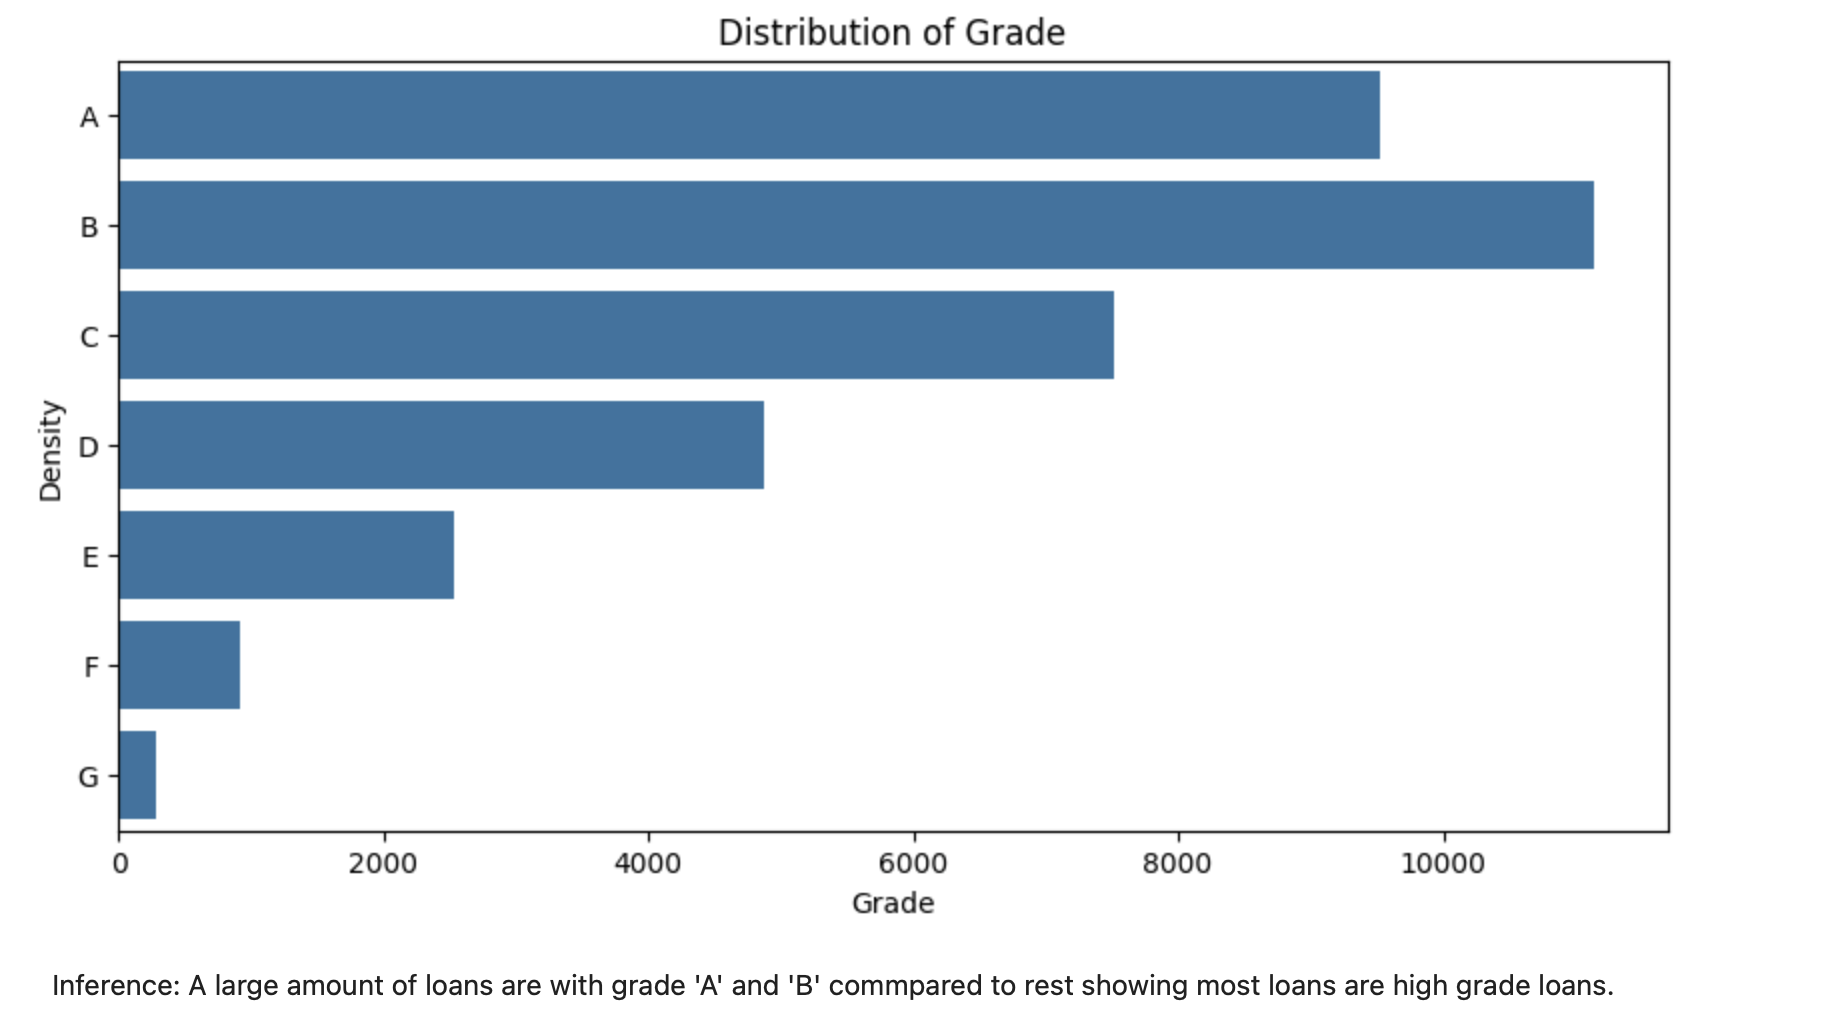 Distribution of Grade
A
B
C
D
E
F
G
Density
0 2000 4000 6000 8000 10000
Grade
Inference: A large amount of loans are with grade 'A' and 'B' commpared to rest showing most loans are high grade loans.